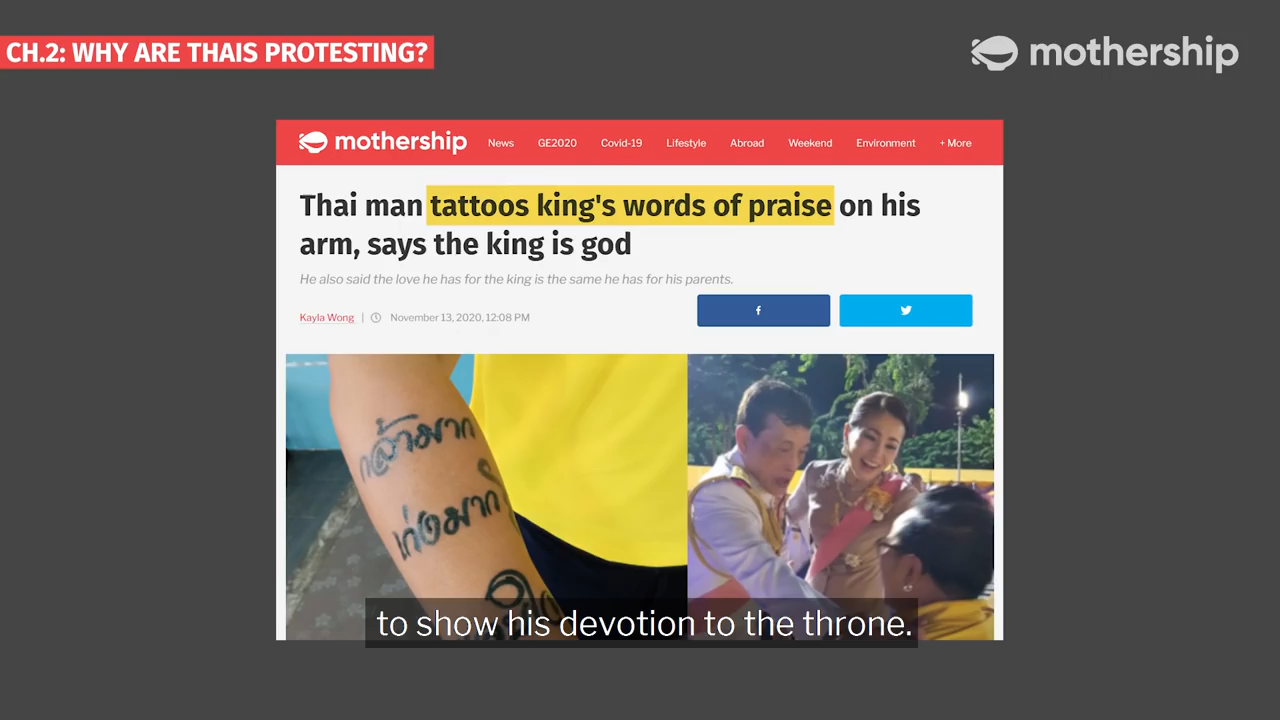 CH.2: WHY ARE THAIS PROTESTING?
mothership
mothership News GE2020 Covid-19 Lifestyle Abroad Weekend Environment + More
Thai man tattoos king's words of praise on his
arm, says the king is god
He also said the love he has for the king is the same he has for his parents.
Kayla Wong | November 13, 2020, 12:08 PM
กล้ามาก
เก่งมาก
to show his devotion to the throne.